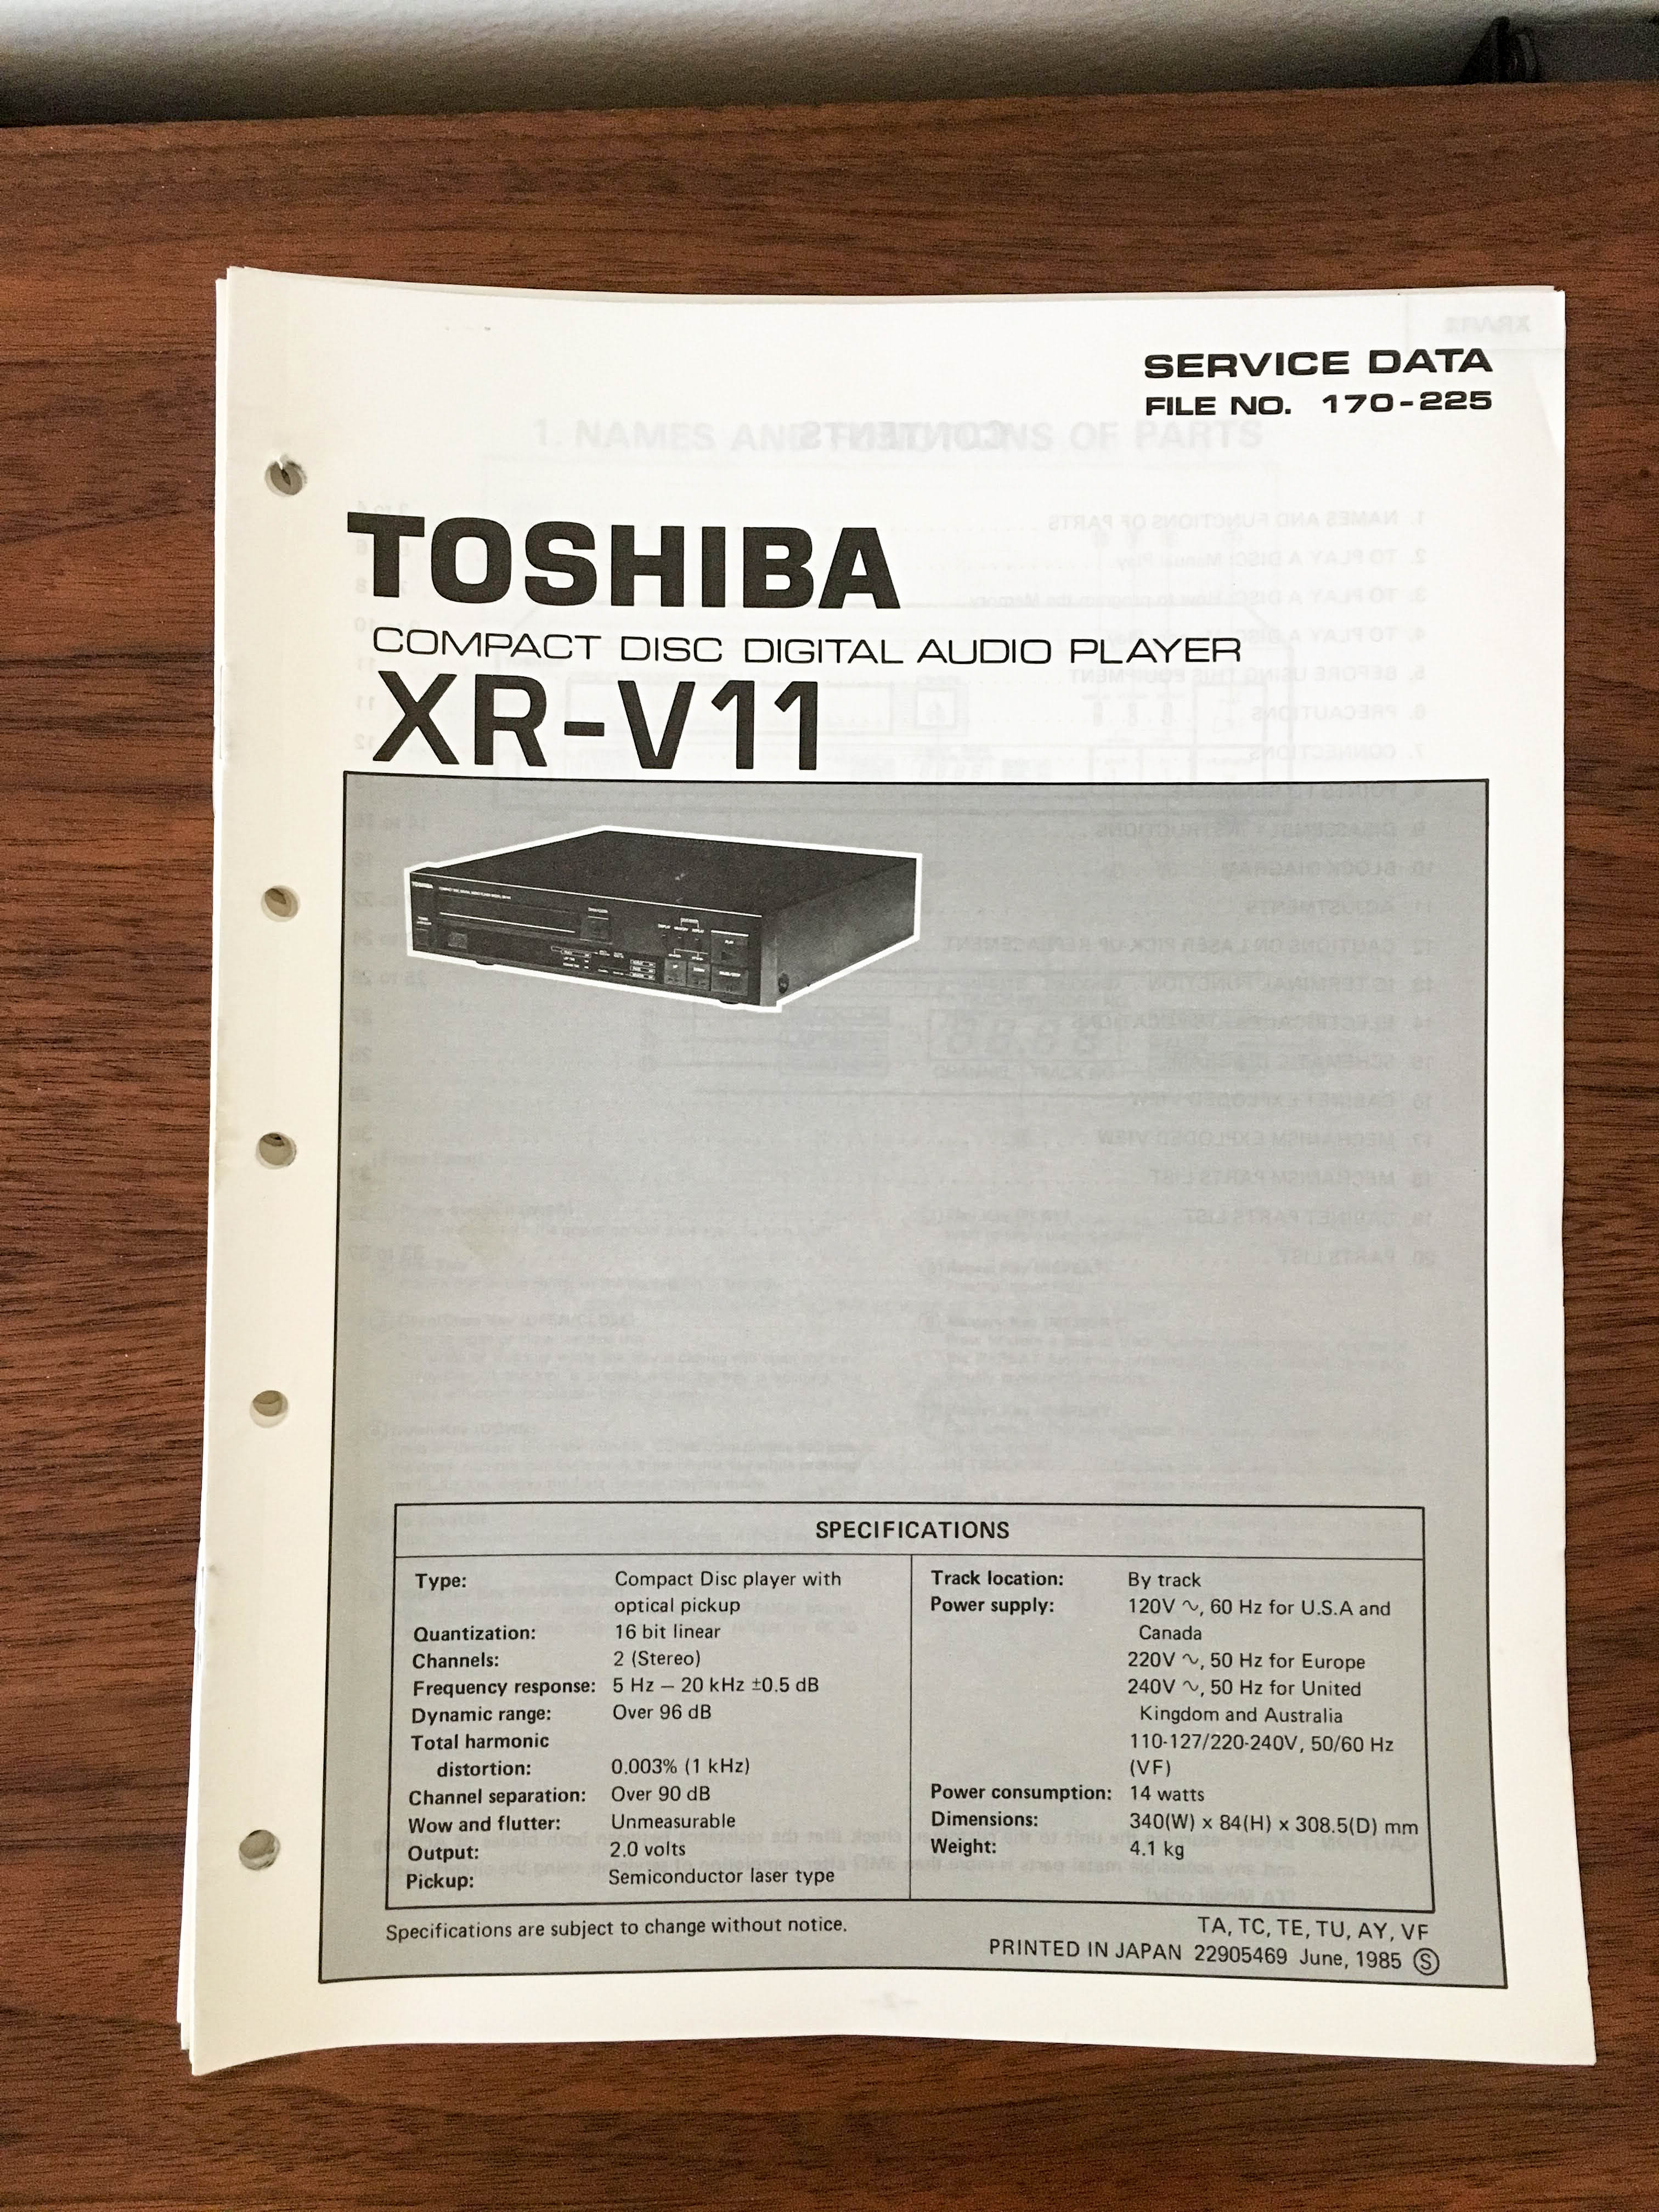 SERVICE DATA
FILE NO. 170-225
TOSHIBA
COMPACT DISC DIGITAL AUDIO PLAYER
XR-V11
TOSHIBA
SPECIFICATIONS
Type: Compact Disc player with
optical pickup
Quantization: 16 bit linear
Channels: 2 (Stereo)
Frequency response: 5 Hz — 20 kHz ±0.5 dB
Dynamic range: Over 96 dB
Total harmonic
distortion: 0.003% (1 kHz)
Channel separation: Over 90 dB
Wow and flutter: Unmeasurable
Output: 2.0 volts
Pickup: Semiconductor laser type
Track location: By track
Power supply: 120V ∿, 60 Hz for U.S.A and
Canada
220V ∿, 50 Hz for Europe
240V ∿, 50 Hz for United
Kingdom and Australia
110-127/220-240V, 50/60 Hz
(VF)
Power consumption: 14 watts
Dimensions: 340(W) x 84(H) x 308.5(D) mm
Weight: 4.1 kg
Specifications are subject to change without notice.
TA, TC, TE, TU, AY, VF
PRINTED IN JAPAN 22905469 June, 1985 Ⓢ